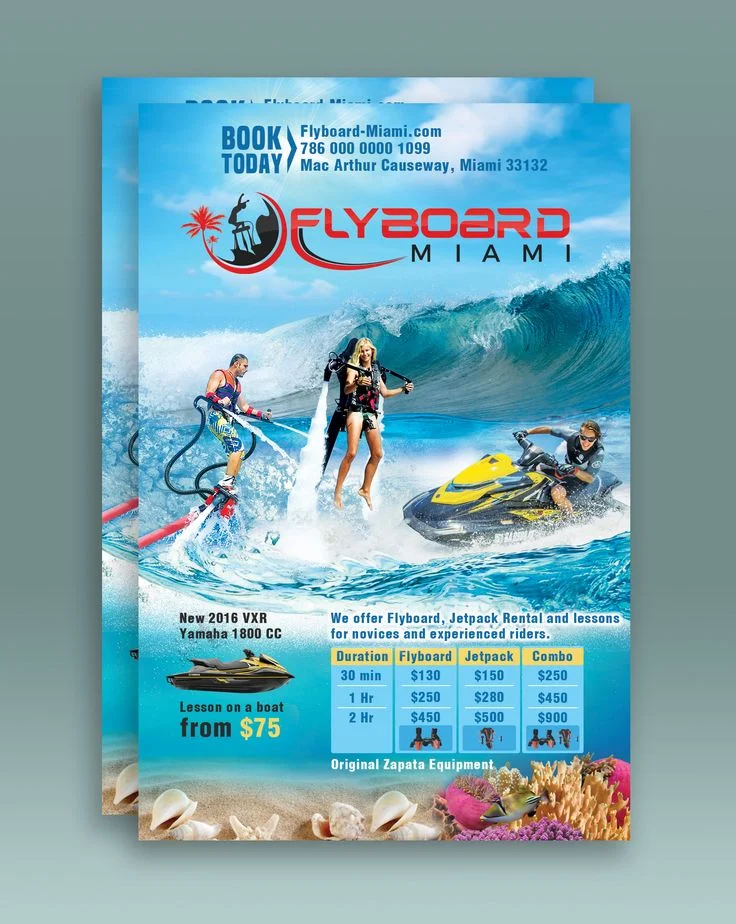 BOOK TODAY
Flyboard-Miami.com
786 000 0000 1099
Mac Arthur Causeway, Miami 33132
FLYBOARD
MIAMI
New 2016 VXR
Yamaha 1800 CC
Lesson on a boat
from $75
We offer Flyboard, Jetpack Rental and lessons
for novices and experienced riders.
Duration Flyboard Jetpack Combo
30 min $130 $150 $250
1 Hr $250 $280 $450
2 Hr $450 $500 $900
Original Zapata Equipment